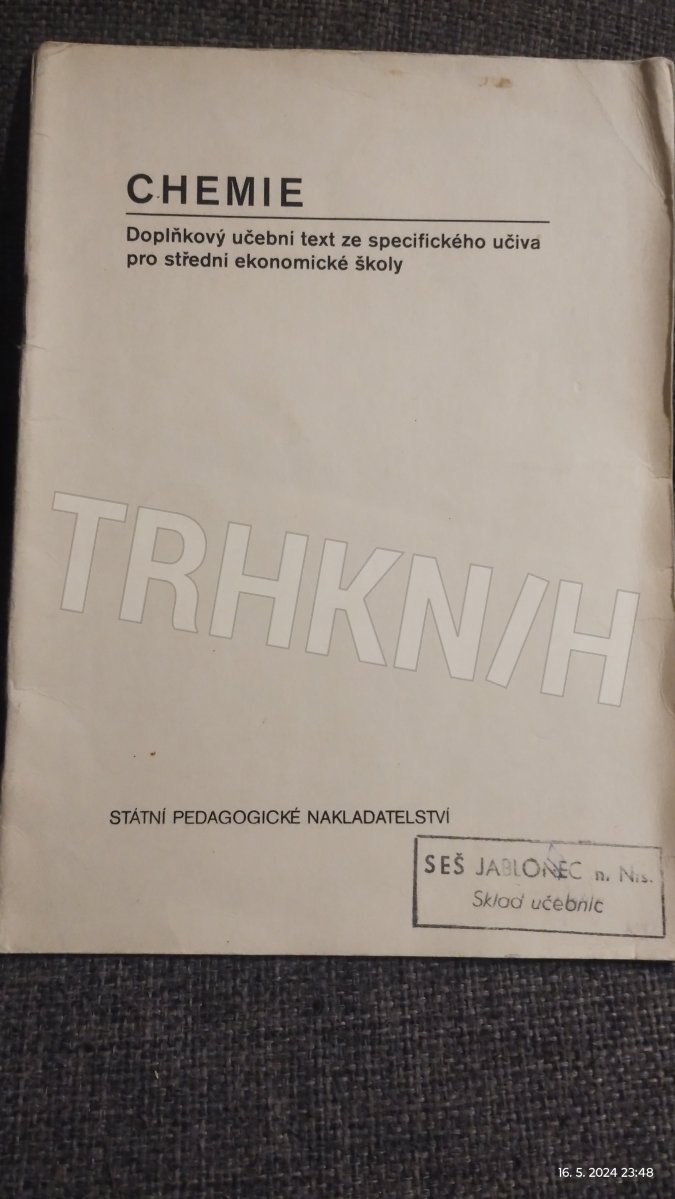 CHEMIE
Doplňkový učební text ze specifického učiva
pro střední ekonomické školy
TRHKN/H
STÁTNÍ PEDAGOGICKÉ NAKLADATELSTVÍ
SEŠ JABLONEC n. N.
Sklad učebnic
16. 5. 2024 23:48